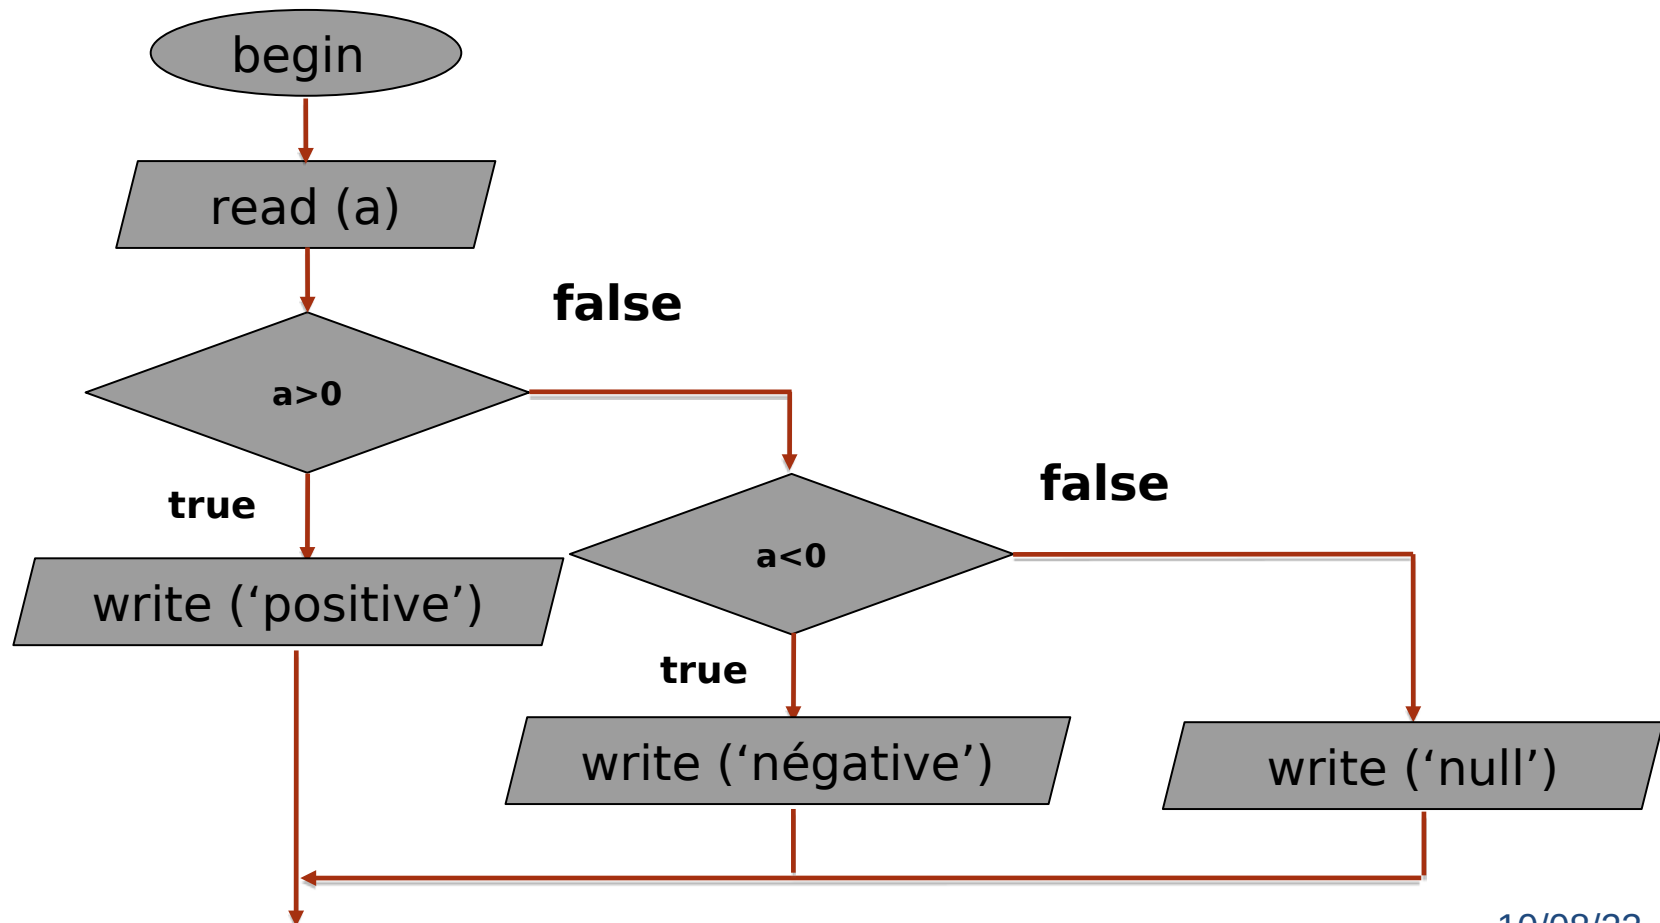 begin
read (a)
false
a>0
false
true
a<0
write (‘positive’)
true
write (‘négative’)
write (‘null’)